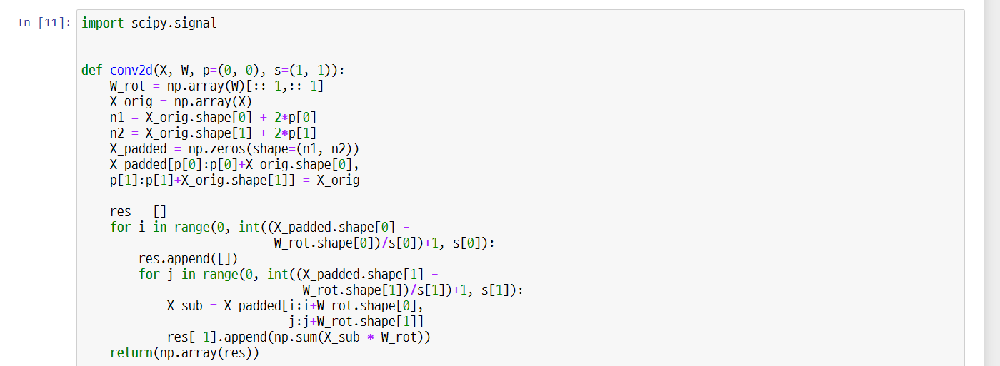 In [11]: import scipy.signal
def conv2d(X, W, p=(0, 0), s=(1, 1)):
    W_rot = np.array(W)[::-1,::-1]
    X_orig = np.array(X)
    n1 = X_orig.shape[0] + 2*p[0]
    n2 = X_orig.shape[1] + 2*p[1]
    X_padded = np.zeros(shape=(n1, n2))
    X_padded[p[0]:p[0]+X_orig.shape[0],
    p[1]:p[1]+X_orig.shape[1]] = X_orig
    res = []
    for i in range(0, int((X_padded.shape[0] -
                           W_rot.shape[0])/s[0])+1, s[0]):
        res.append([])
        for j in range(0, int((X_padded.shape[1] -
                               W_rot.shape[1])/s[1])+1, s[1]):
            X_sub = X_padded[i:i+W_rot.shape[0],
                             j:j+W_rot.shape[1]]
            res[-1].append(np.sum(X_sub * W_rot))
    return(np.array(res))